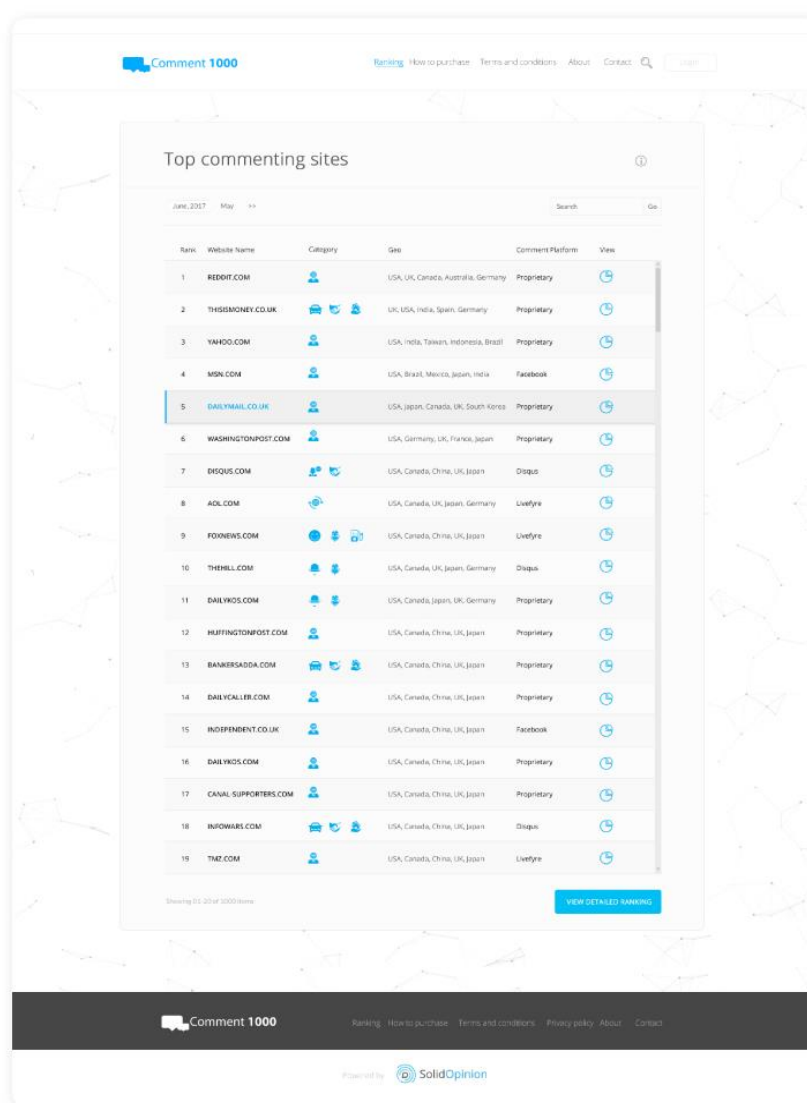 Comment 1000
Ranking How to purchase Terms and conditions About Contact Login
Top commenting sites
June, 2017 May >> Search Go
Rank Website Name Category Geo Comment Platform View
1 REDDIT.COM USA, UK, Canada, Australia, Germany Proprietary
2 THISISMONEY.CO.UK UK, USA, India, Spain, Germany Proprietary
3 YAHOO.COM USA, India, Taiwan, Indonesia, Brazil Proprietary
4 MSN.COM USA, Brazil, Mexico, Japan, India Facebook
5 DAILYMAIL.CO.UK USA, Japan, Canada, UK, South Korea Proprietary
6 WASHINGTONPOST.COM USA, Germany, UK, France, Japan Proprietary
7 DISQUS.COM USA, Canada, China, UK, Japan Disqus
8 AOL.COM USA, Canada, UK, Japan, Germany Livefyre
9 FOXNEWS.COM USA, Canada, China, UK, Japan Livefyre
10 THEHILL.COM USA, Canada, UK, Japan, Germany Disqus
11 DAILYKOS.COM USA, Canada, Japan, UK, Germany Proprietary
12 HUFFINGTONPOST.COM USA, Canada, China, UK, Japan Proprietary
13 BANKERSADDA.COM USA, Canada, China, UK, Japan Proprietary
14 DAILYCALLER.COM USA, Canada, China, UK, Japan Proprietary
15 INDEPENDENT.CO.UK USA, Canada, China, UK, Japan Facebook
16 DAILYKOS.COM USA, Canada, China, UK, Japan Proprietary
17 CANAL-SUPPORTERS.COM USA, Canada, China, UK, Japan Proprietary
18 INFOWARS.COM USA, Canada, China, UK, Japan Disqus
19 TMZ.COM USA, Canada, China, UK, Japan Livefyre
Showing 01-20 of 1000 items VIEW DETAILED RANKING
Comment 1000
Ranking How to purchase Terms and conditions Privacy policy About Contact
Powered by SolidOpinion